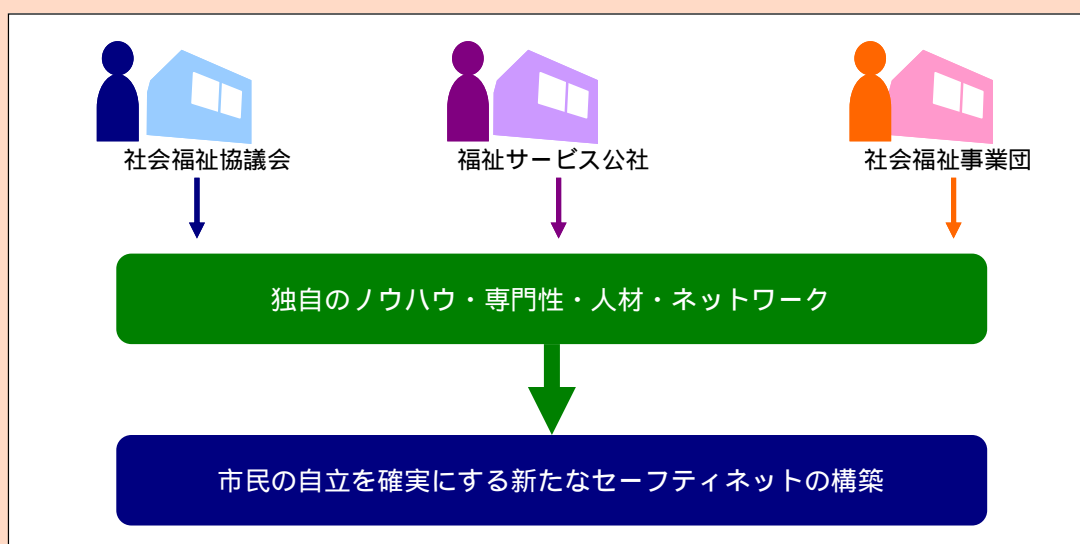 社会福祉協議会
福祉サービス公社
社会福祉事業団
独自のノウハウ・専門性・人材・ネットワーク
市民の自立を確実にする新たなセーフティネットの構築